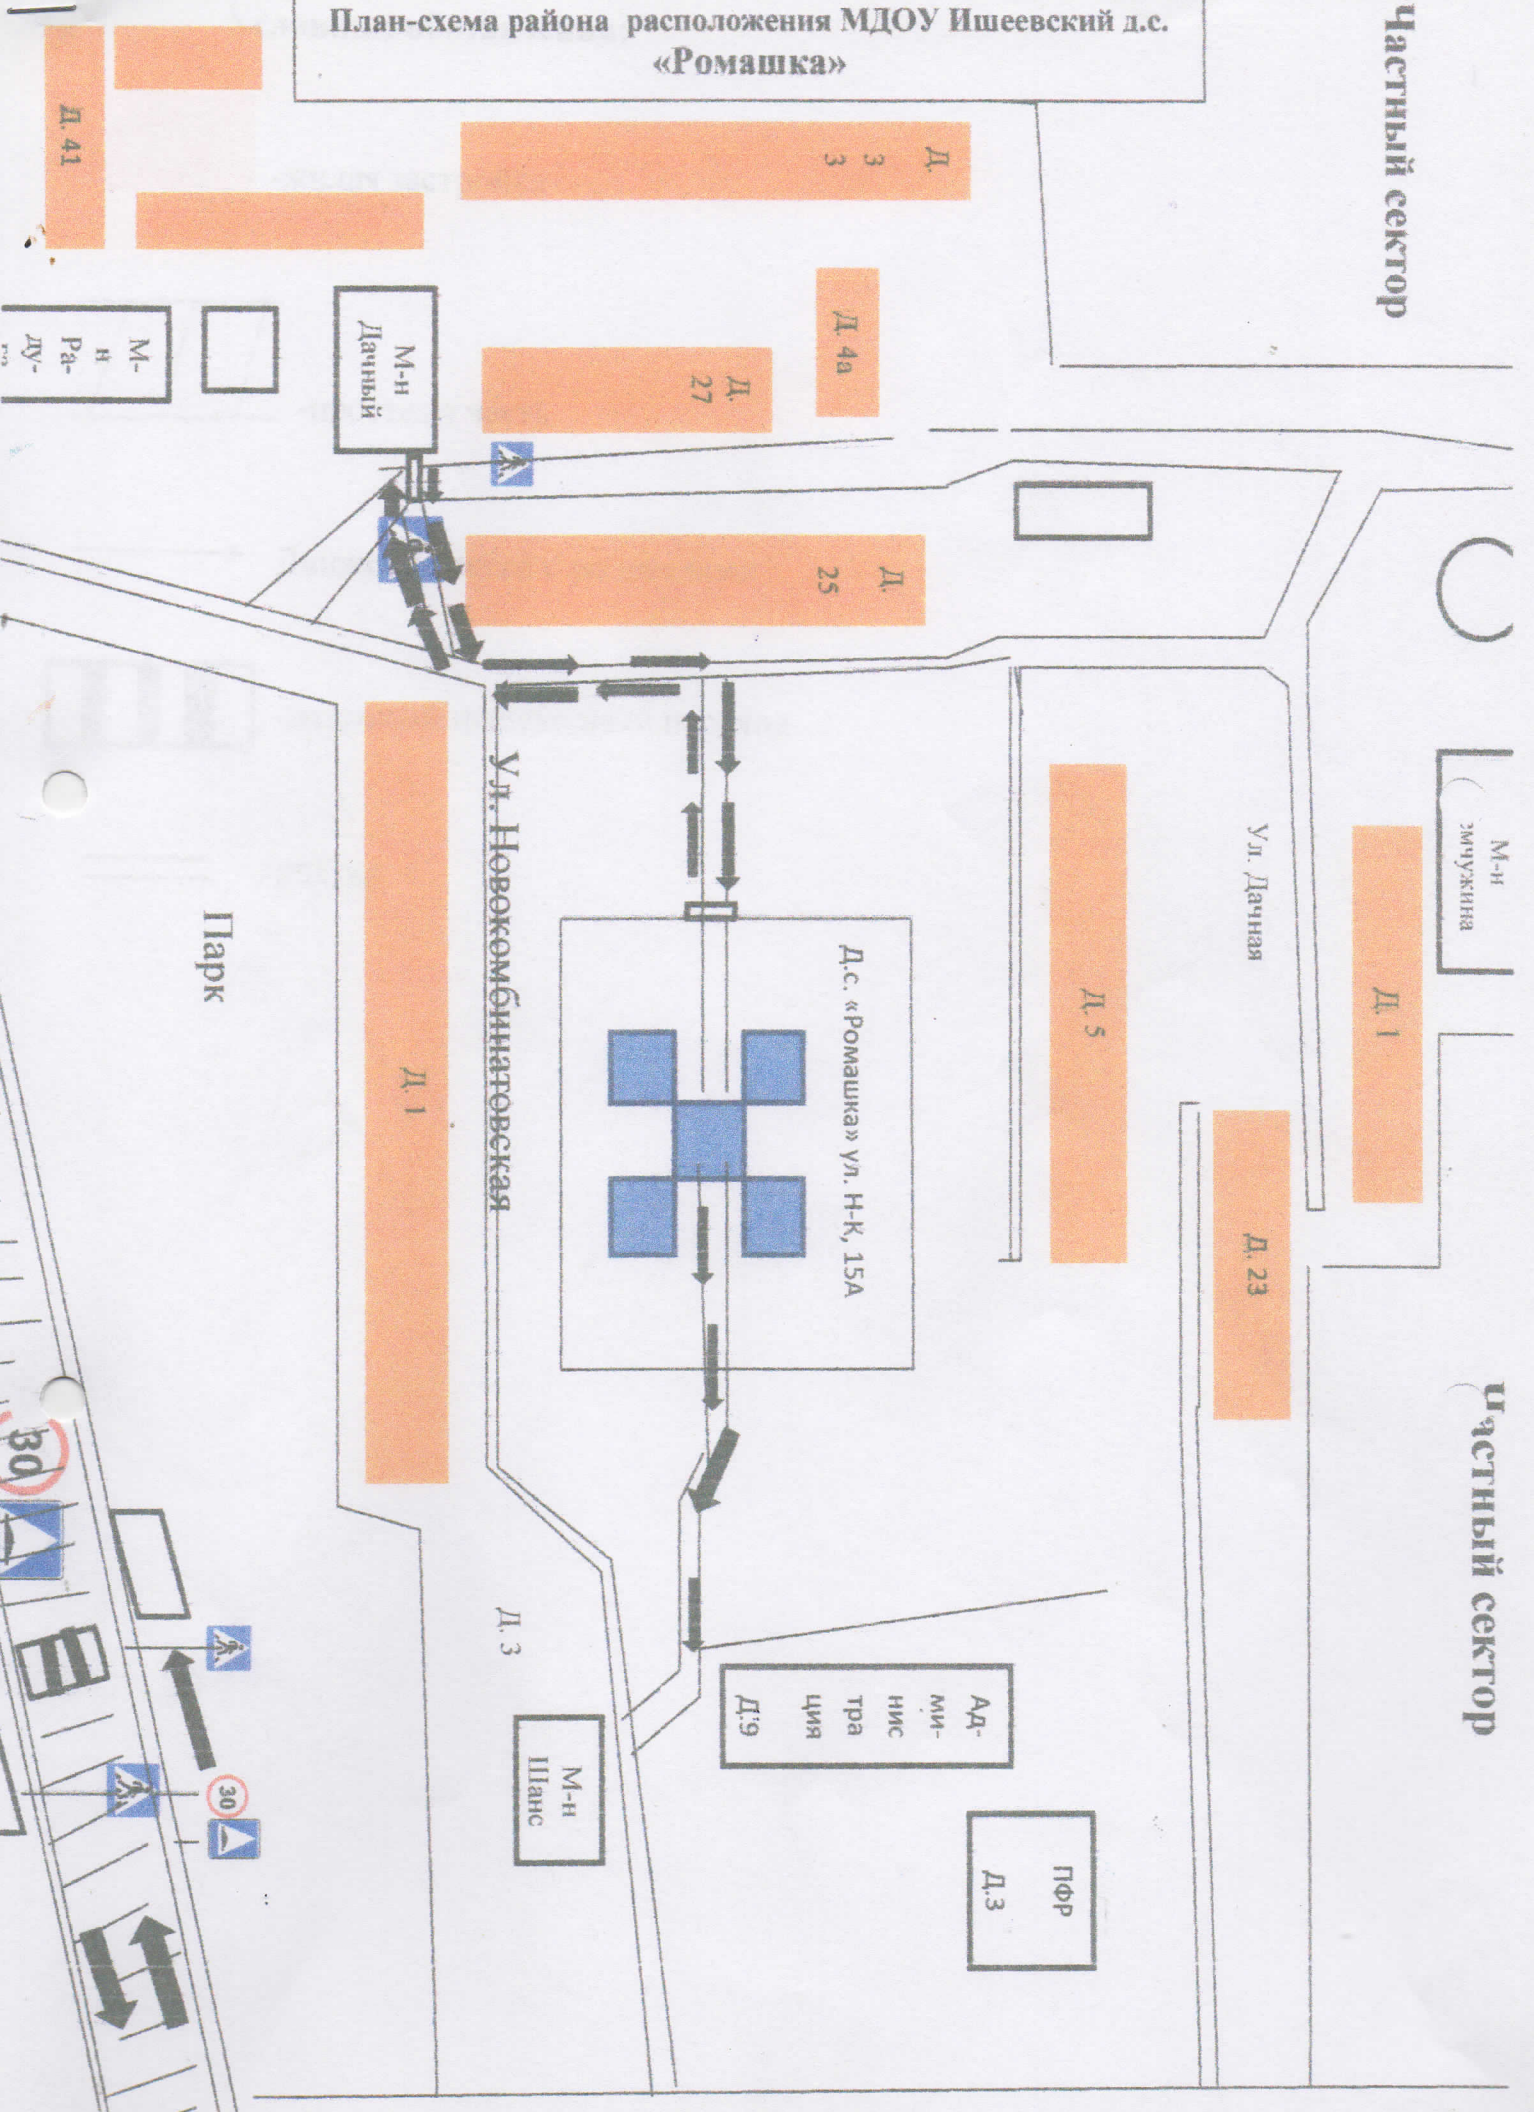 План-схема района расположения МДОУ Ишеевский д.с.
«Ромашка»
Частный сектор
Д. 41
Д.
3
3
Д. 4а
Д.
27
М-н
Дачный
М-
н
Ра-
ду-
Д.
25
М-н
Ул. Дачная
Д. 1
Д. 5
Д. 23
Ул. Новокомбинатовская
Д.с. «Ромашка» ул. Н-К, 15А
Парк
Д. 1
Частный сектор
Д. 3
М-н
Шанс
Ад-
ми-
нис
тра
ция
Д.9
ПФР
Д.3
30
30